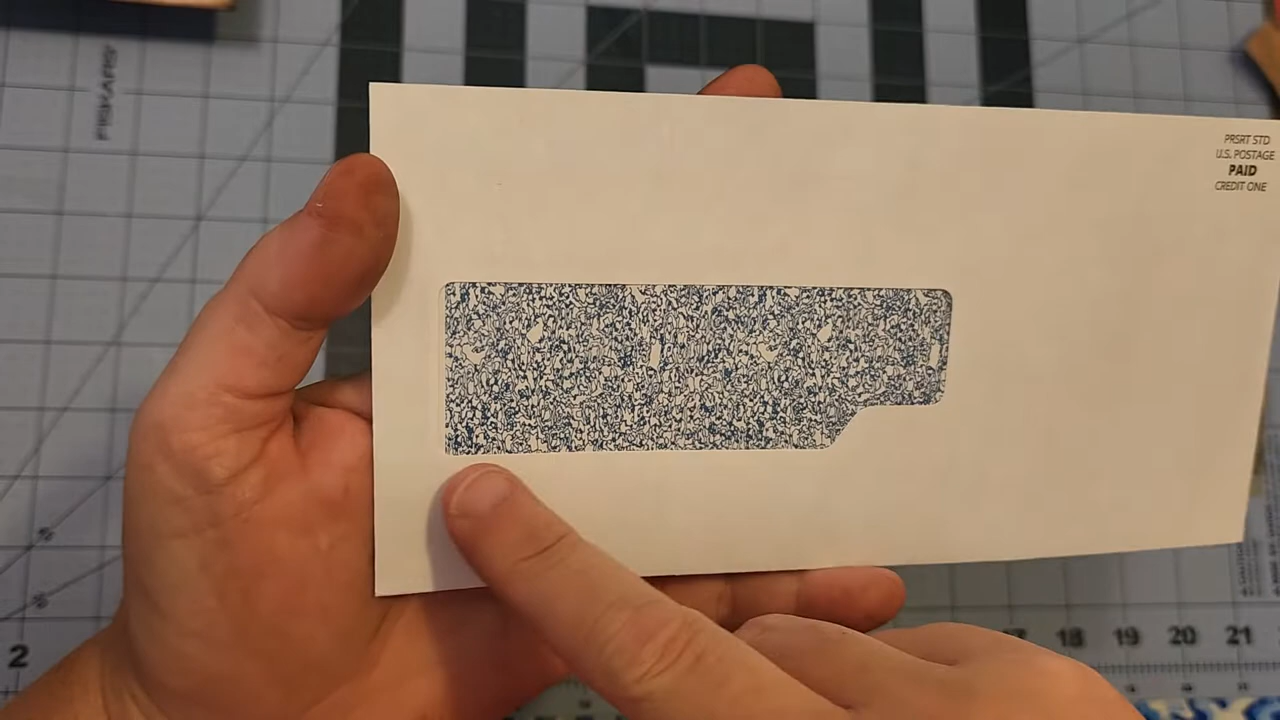 FISKARS
PRSRT STD
U.S. POSTAGE
PAID
CREDIT ONE
2
17 18 19 20 21